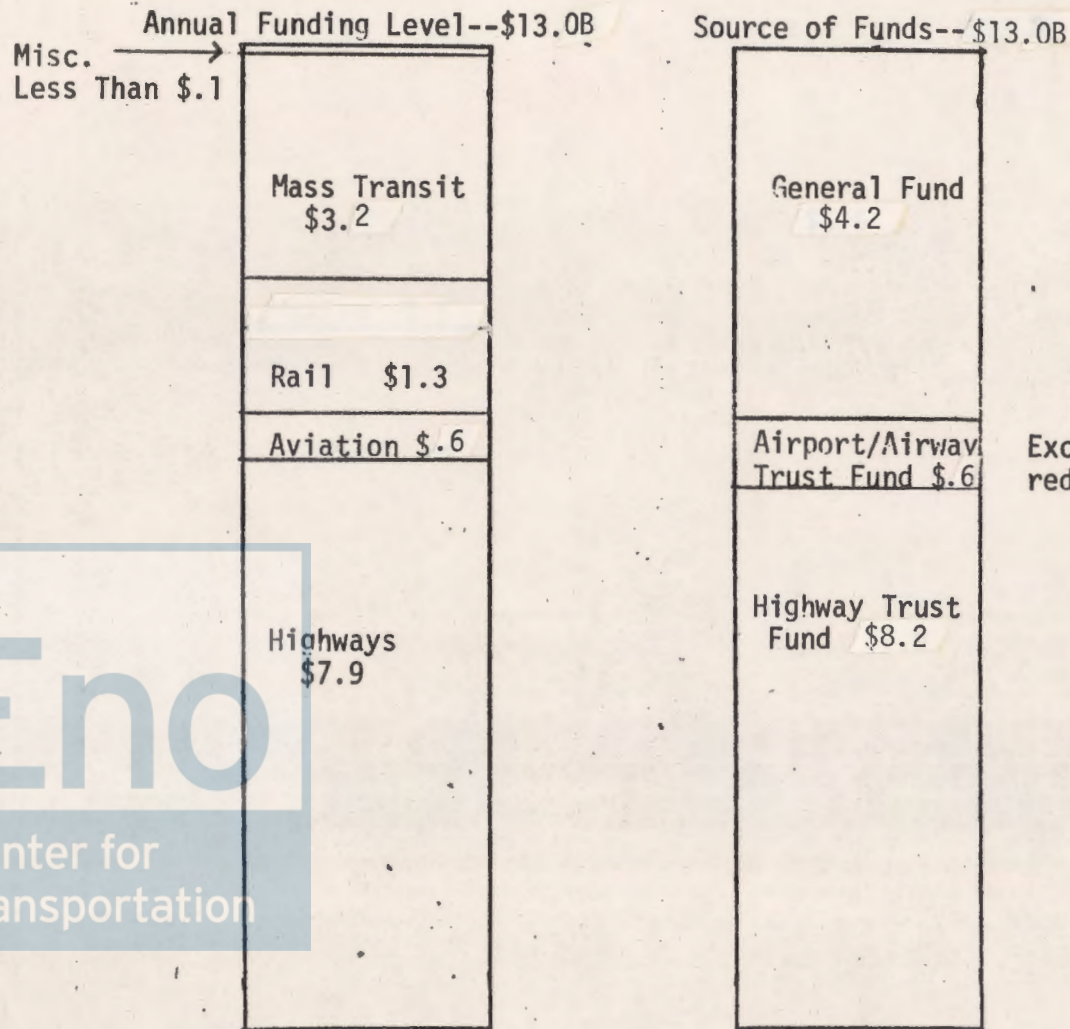 Annual Funding Level--$13.0B
Misc.
Less Than $.1
Mass Transit
$3.2
Rail $1.3
Aviation $.6
Highways
$7.9
Source of Funds--$13.0B
General Fund
$4.2
Airport/Airway
Trust Fund $.6
Highway Trust
Fund $8.2
Eno
nter for
ansportation